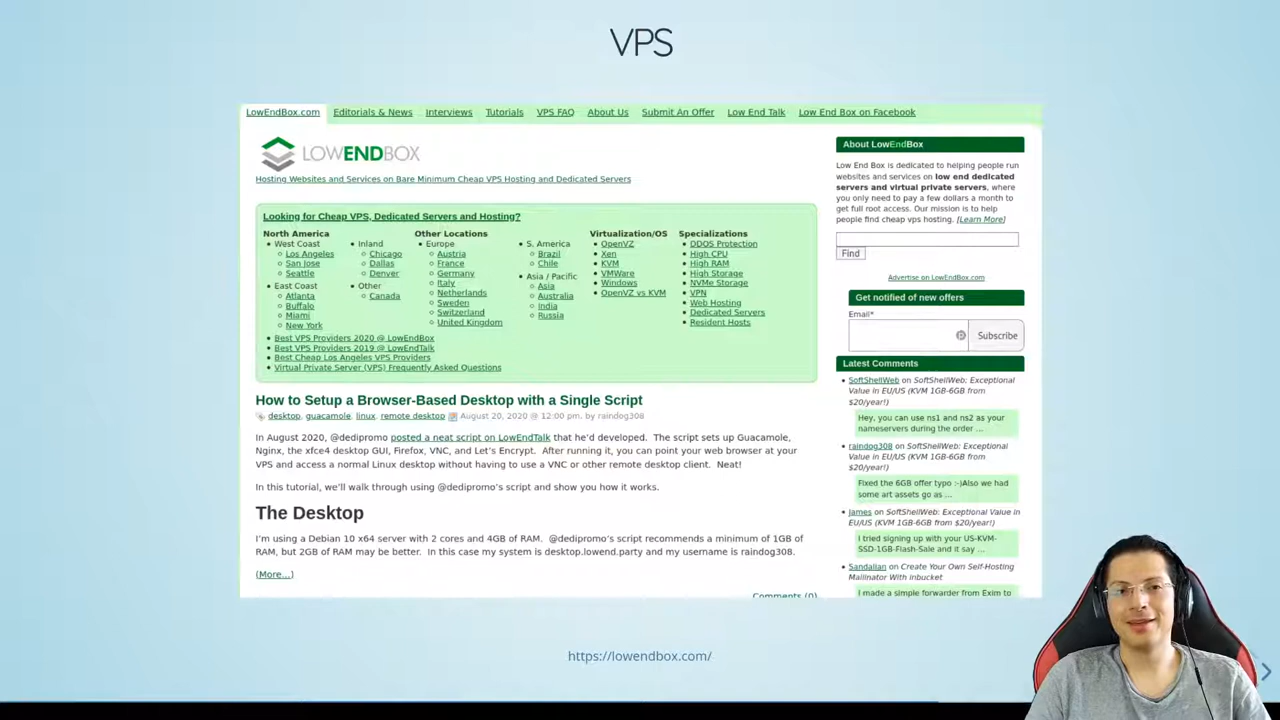 VPS
LowEndBox.com Editorials & News Interviews Tutorials VPS FAQ About Us Submit An Offer Low End Talk Low End Box on Facebook
LOWENDBOX
Hosting Websites and Services on Bare Minimum Cheap VPS Hosting and Dedicated Servers
Looking for Cheap VPS, Dedicated Servers and Hosting?
North America
West Coast
Los Angeles
San Jose
Seattle
East Coast
Atlanta
Buffalo
Miami
New York
Inland
Chicago
Dallas
Denver
Other
Canada
Other Locations
Europe
Austria
France
Germany
Italy
Netherlands
Sweden
Switzerland
United Kingdom
S. America
Brazil
Chile
Asia / Pacific
Asia
Australia
India
Russia
Virtualization/OS
OpenVZ
Xen
KVM
VMWare
Windows
OpenVZ vs KVM
Specializations
DDOS Protection
High CPU
High RAM
High Storage
NVMe Storage
VPN
Web Hosting
Dedicated Servers
Resident Hosts
Best VPS Providers 2020 @ LowEndBox
Best VPS Providers 2019 @ LowEndTalk
Best Cheap Los Angeles VPS Providers
Virtual Private Server (VPS) Frequently Asked Questions
How to Setup a Browser-Based Desktop with a Single Script
desktop, guacamole, linux, remote desktop August 20, 2020 @ 12:00 pm, by raindog308
In August 2020, @dedipromo posted a neat script on LowEndTalk that he'd developed. The script sets up Guacamole,
Nginx, the xfce4 desktop GUI, Firefox, VNC, and Let's Encrypt. After running it, you can point your web browser at your
VPS and access a normal Linux desktop without having to use a VNC or other remote desktop client. Neat!
In this tutorial, we'll walk through using @dedipromo's script and show you how it works.
The Desktop
I'm using a Debian 10 x64 server with 2 cores and 4GB of RAM. @dedipromo's script recommends a minimum of 1GB of
RAM, but 2GB of RAM may be better. In this case my system is desktop.lowend.party and my username is raindog308.
(More...)
Comments (0)
About LowEndBox
Low End Box is dedicated to helping people run
websites and services on low end dedicated
servers and virtual private servers, where
you only need to pay a few dollars a month to
get full root access. Our mission is to help
people find cheap vps hosting. [Learn More]
Find
Advertise on LowEndBox.com
Get notified of new offers
Email*
Subscribe
Latest Comments
SoftShellWeb on SoftShellWeb: Exceptional
Value in EU/US (KVM 1GB-6GB from
$20/year!)
Hey, you can use ns1 and ns2 as your
nameservers during the order ...
raindog308 on SoftShellWeb: Exceptional
Value in EU/US (KVM 1GB-6GB from
$20/year!)
Fixed the 6GB offer typo :-)Also we had
some art assets go as ...
James on SoftShellWeb: Exceptional Value in
EU/US (KVM 1GB-6GB from $20/year!)
I tried signing up with your US-KVM-
SSD-1GB-Flash-Sale and it say ...
Sandalian on Create Your Own Self-Hosting
Mailinator With Inbucket
I made a simple forwarder from Exim to
https://lowendbox.com/